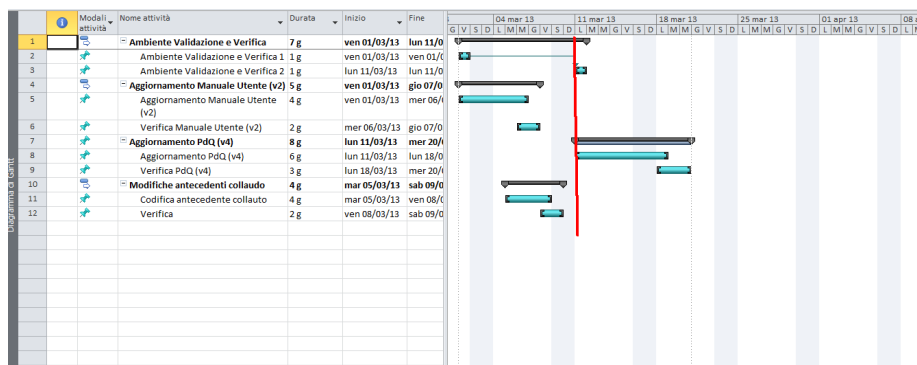 Modali
attività
Nome attività
Durata
Inizio
Fine
04 mar 13
11 mar 13
18 mar 13
25 mar 13
01 apr 13
08 a
G V S D L M M G V S D L M M G V S D L M M G V S D L M M G V S D L M M G V S D L M
1 Ambiente Validazione e Verifica 7 g ven 01/03/13 lun 11/0
2 Ambiente Validazione e Verifica 1 1 g ven 01/03/13 ven 01/0
3 Ambiente Validazione e Verifica 2 1 g lun 11/03/13 lun 11/0
4 Aggiornamento Manuale Utente (v2) 5 g ven 01/03/13 gio 07/0
5 Aggiornamento Manuale Utente 4 g ven 01/03/13 mer 06/
(v2)
6 Verifica Manuale Utente (v2) 2 g mer 06/03/13 gio 07/0
7 Aggiornamento PdQ (v4) 8 g lun 11/03/13 mer 20/
8 Aggiornamento PdQ (v4) 6 g lun 11/03/13 lun 18/0
9 Verifica PdQ (v4) 3 g lun 18/03/13 mer 20/
10 Modifiche antecedenti collaudo 4 g mar 05/03/13 sab 09/0
11 Codifica antecedente collauto 4 g mar 05/03/13 ven 08/0
12 Verifica 2 g ven 08/03/13 sab 09/0
Diagramma di Gantt